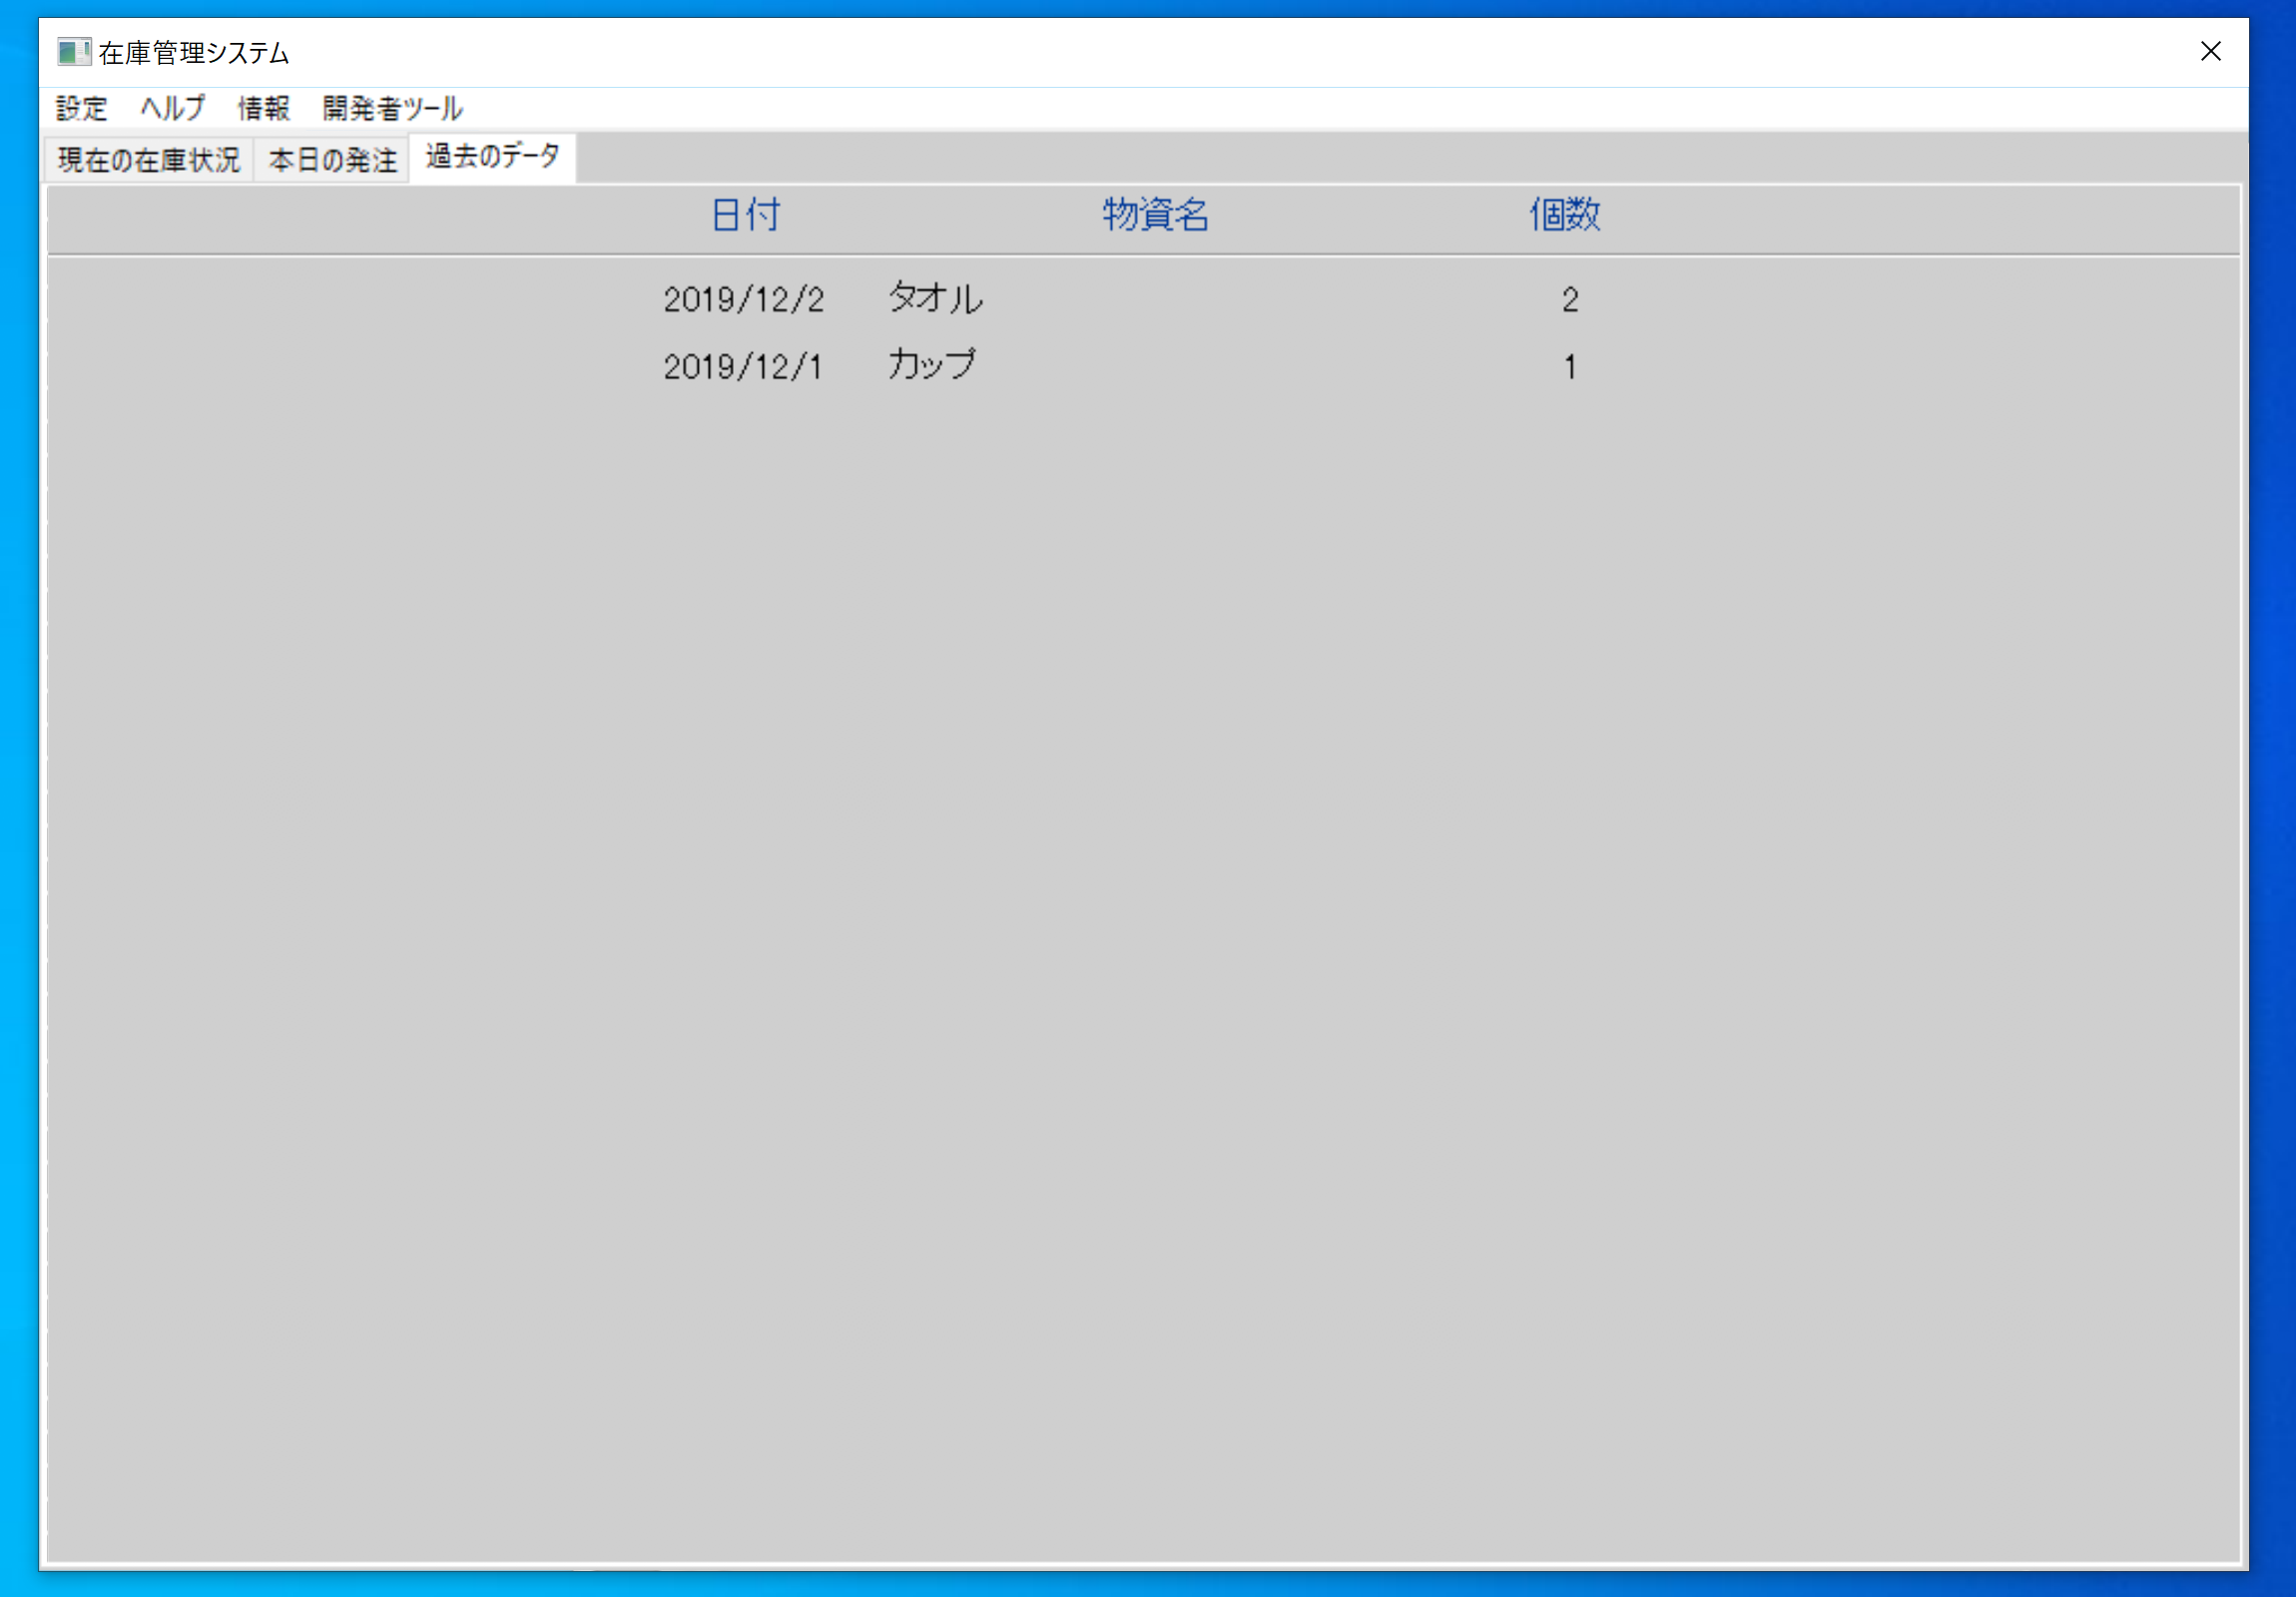 在庫管理システム
設定 ヘルプ 情報 開発者ツール
現在の在庫状況 本日の発注 過去のデータ
日付 物資名 個数
2019/12/2 タオル 2
2019/12/1 カップ 1